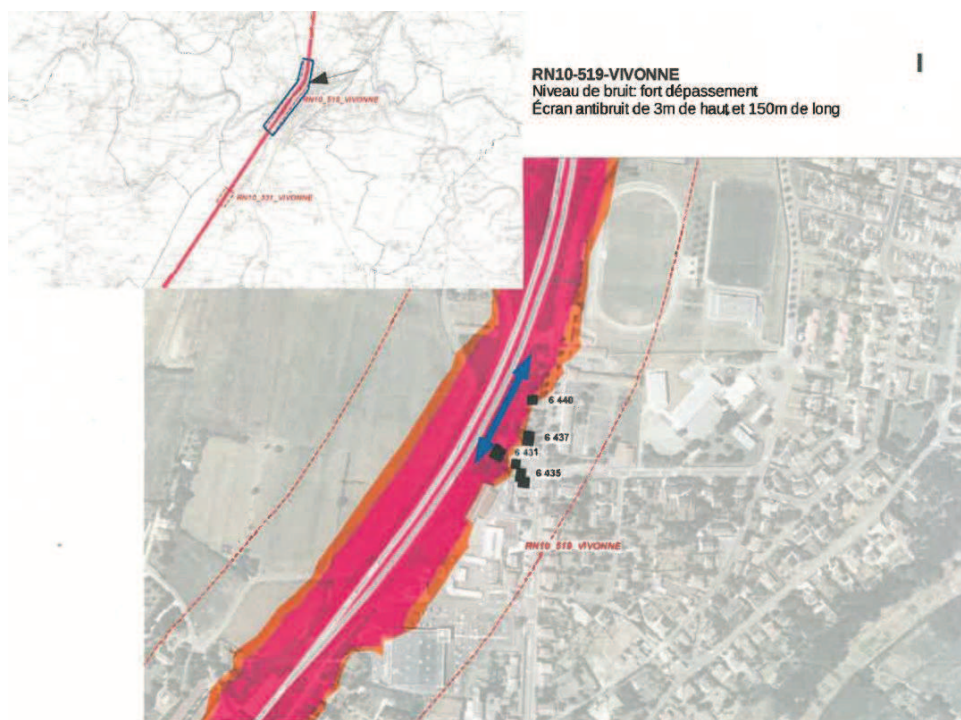 RN10-519-VIVONNE
Niveau de bruit: fort dépassement
Écran antibruit de 3m de haut, et 150m de long
I
RN10_519_VIVONNE
RN10_531_VIVONNE
6 440
6 437
6 431
6 435
RN10_519_VIVONNE